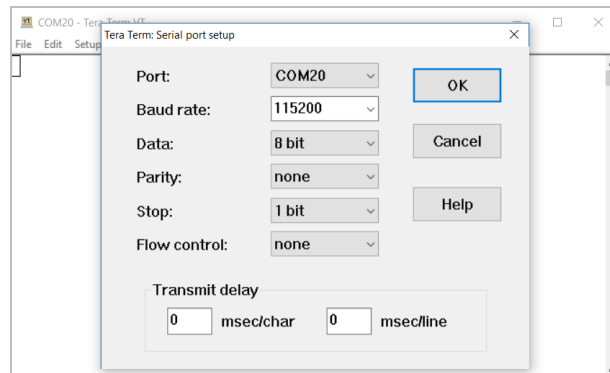 COM20 - Tera Term VT
File Edit Setup
Tera Term: Serial port setup
Port: COM20
OK
Baud rate: 115200
Data: 8 bit
Cancel
Parity: none
Stop: 1 bit
Help
Flow control: none
Transmit delay
0 msec/char 0 msec/line